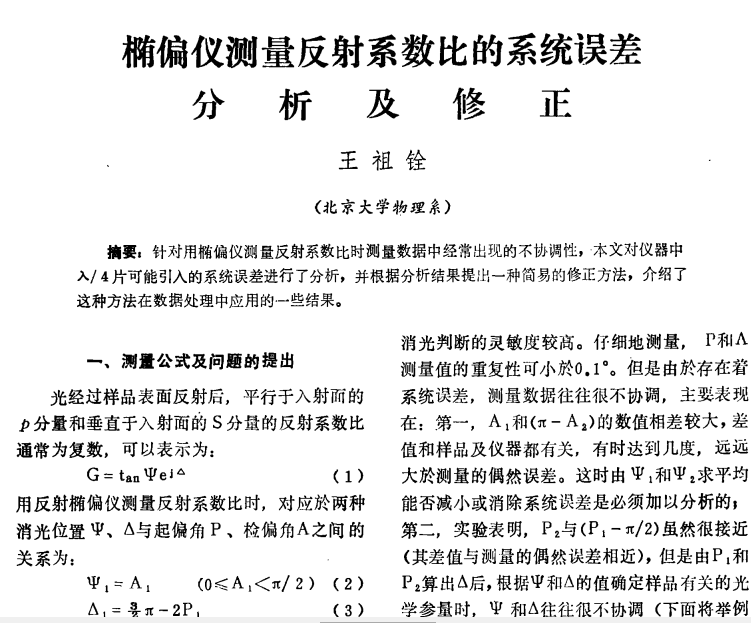 椭偏仪测量反射系数比的系统误差
分析及修正
王祖铨
(北京大学物理系)
摘要:针对用椭偏仪测量反射系数比时测量数据中经常出现的不协调性,本文对仪器中
入/4片可能引入的系统误差进行了分析,并根据分析结果提出一种简易的修正方法,介绍了
这种方法在数据处理中应用的一些结果。
一、测量公式及问题的提出
光经过样品表面反射后,平行于入射面的
p分量和垂直于入射面的S分量的反射系数比
通常为复数,可以表示为:
G=tanΨe^{j△} (1)
用反射椭偏仪测量反射系数比时,对应於两种
消光位置Ψ、Δ与起偏角P、检偏角A之间的
关系为:
Ψ₁=A₁ (0≤A₁<π/2) (2)
Δ₁=3/2π-2P₁ (3)
消光判断的灵敏度较高。仔细地测量,P和A
测量值的重复性可小於0.1°。但是由於存在着
系统误差,测量数据往往很不协调,主要表现
在:第一,A₁和(π-A₂)的数值相差较大,差
值和样品及仪器都有关,有时达到几度,远远
大於测量的偶然误差。这时由Ψ₁和Ψ₂求平均
能否减小或消除系统误差是必须加以分析的;
第二,实验表明,P₂与(P₁-π/2)虽然很接近
(其差值与测量的偶然误差相近),但是由P₁和
P₂算出Δ后,根据Ψ和Δ的值确定样品有关的光
学参量时,Ψ和Δ往往很不协调(下面将举例